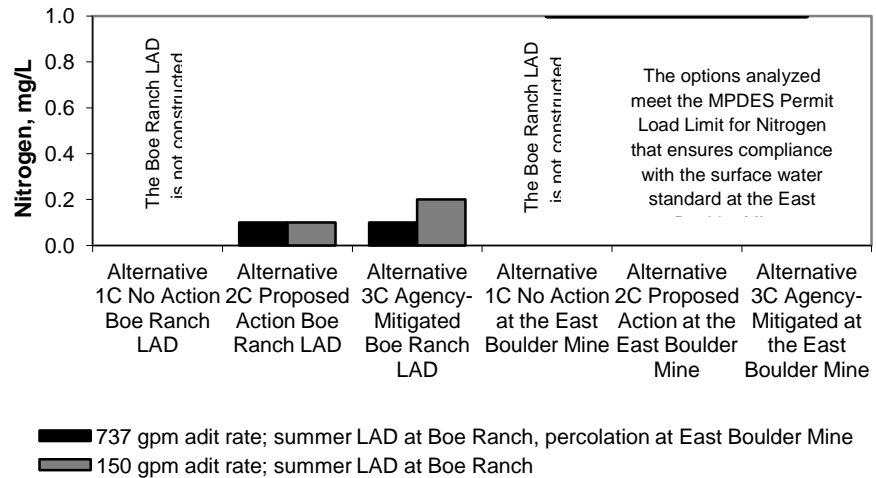 Nitrogen, mg/L
1.0
0.8
0.6
0.4
0.2
0.0
The Boe Ranch LAD
is not constructed
The Boe Ranch LAD
is not constructed
The options analyzed
meet the MPDES Permit
Load Limit for Nitrogen
that ensures compliance
with the surface water
standard at the East
Alternative
1C No Action
Boe Ranch
LAD
Alternative
2C Proposed
Action Boe
Ranch LAD
Alternative
3C Agency-
Mitigated
Boe Ranch
LAD
Alternative
1C No Action
at the East
Boulder Mine
Alternative
2C Proposed
Action at the
East Boulder
Mine
Alternative
3C Agency-
Mitigated at
the East
Boulder Mine
737 gpm adit rate; summer LAD at Boe Ranch, percolation at East Boulder Mine
150 gpm adit rate; summer LAD at Boe Ranch